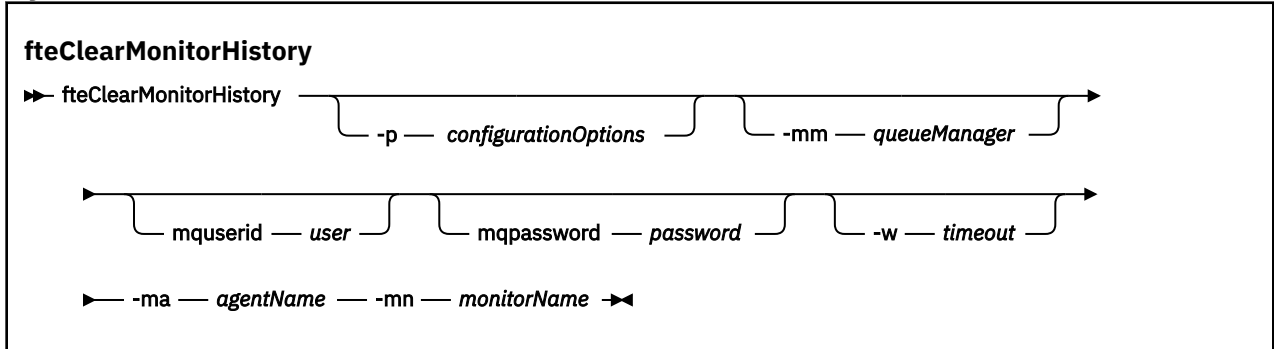 fteClearMonitorHistory
fteClearMonitorHistory
-p configurationOptions -mm queueManager
mquserid user mqpassword password -w timeout
-ma agentName -mn monitorName